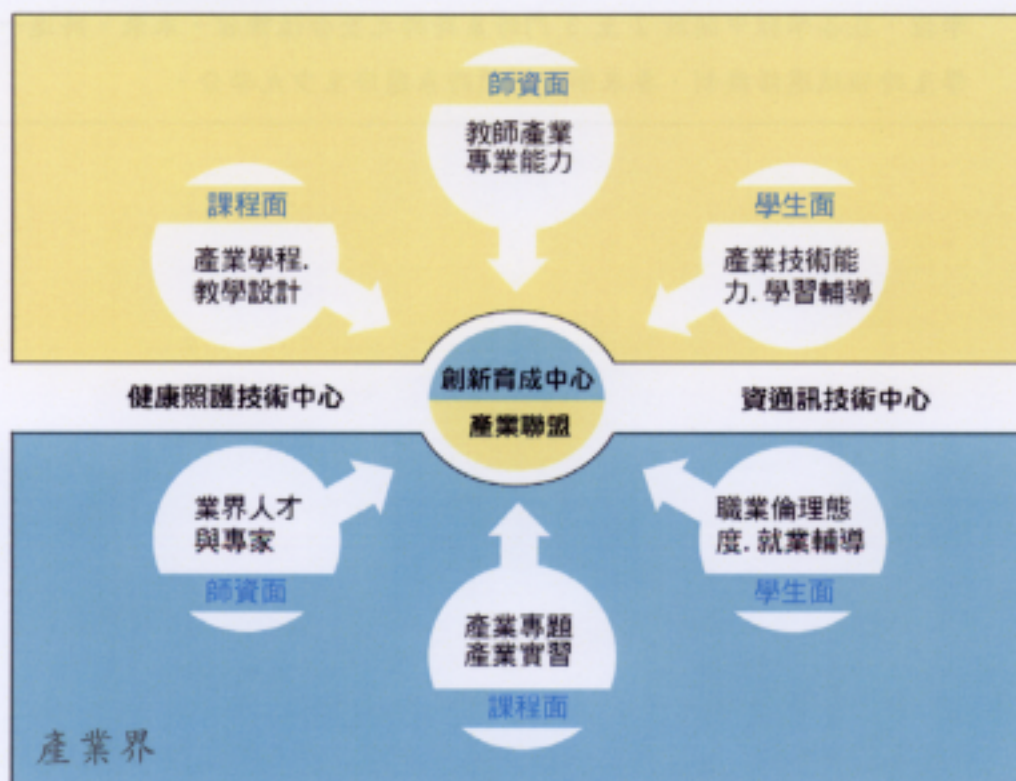 師資面
教師產業
專業能力
課程面
產業學程.
教學設計
學生面
產業技術能
力.學習輔導
健康照護技術中心
創新育成中心
產業聯盟
資通訊技術中心
業界人才
與專家
師資面
產業專題
產業實習
課程面
職業倫理態
度.就業輔導
學生面
產業界